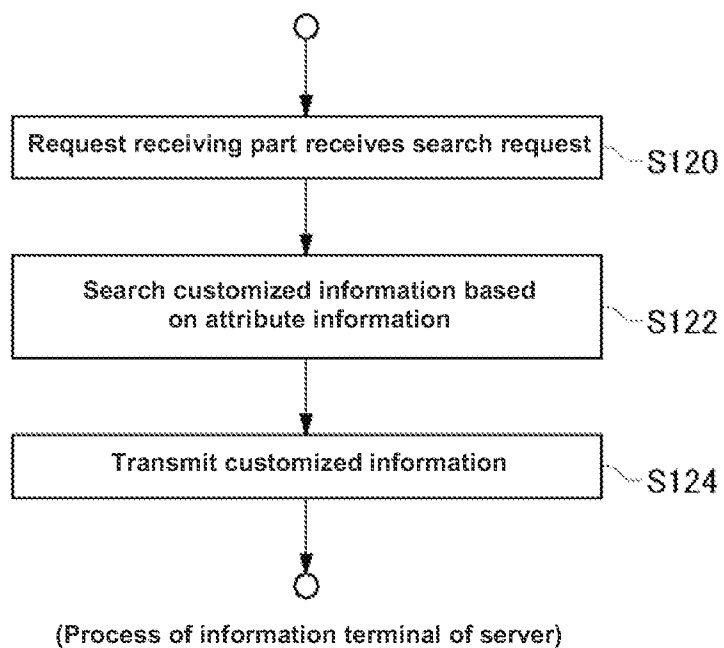 Request receiving part receives search request
S120
Search customized information based
on attribute information
S122
Transmit customized information
S124
(Process of information terminal of server)